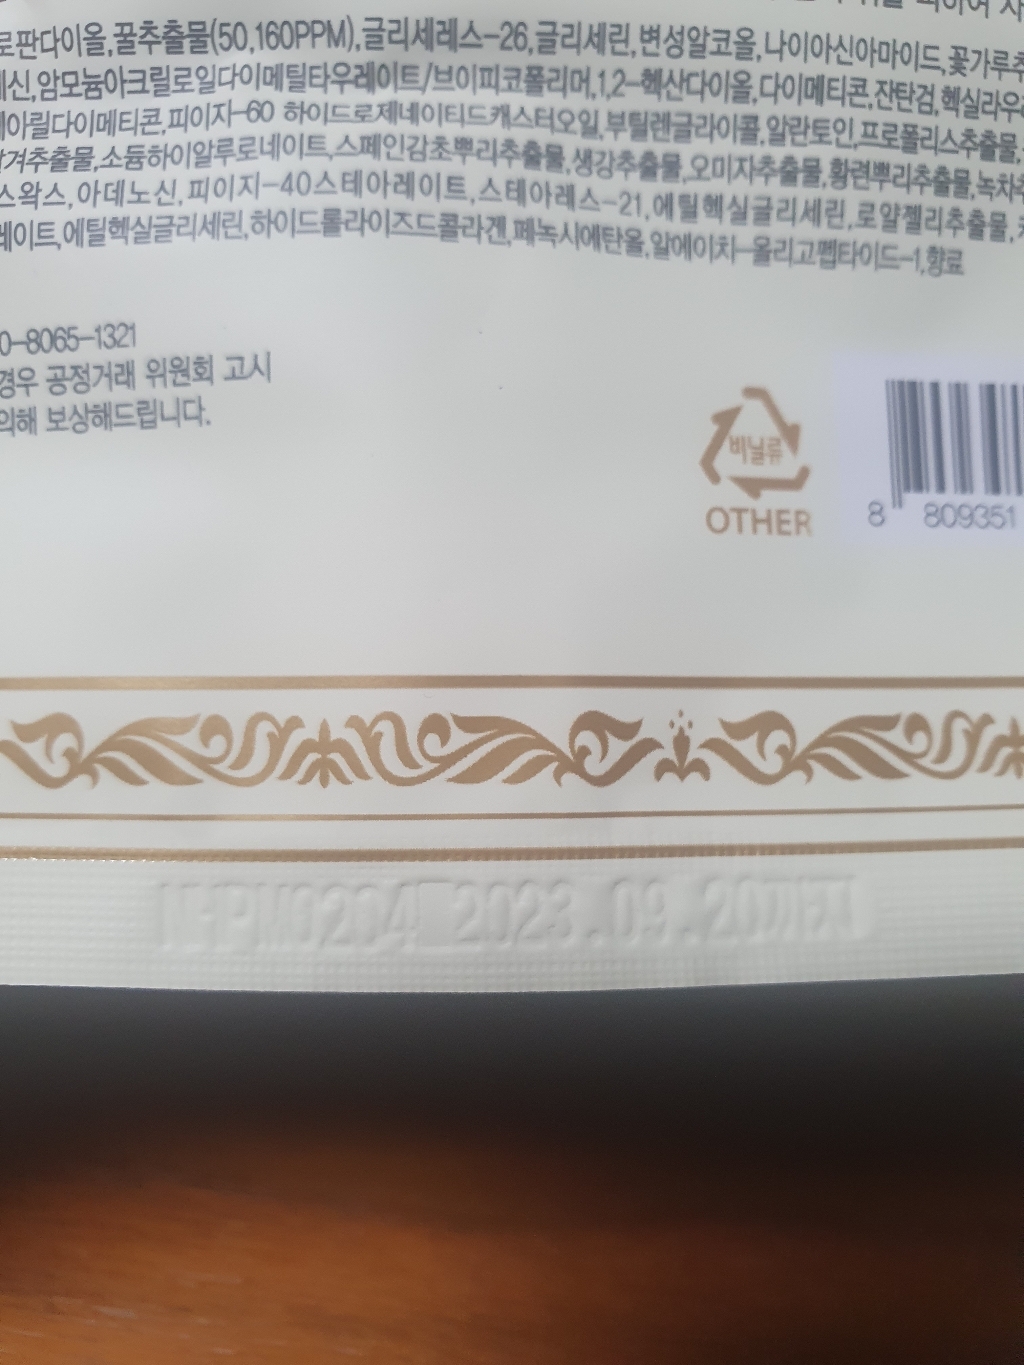 로판다이올,꿀추출물(50,160PPM),글리세레스-26,글리세린,변성알코올,나이아신아마이드,꽃가루추
암모늄아크릴로일다이메틸타우레이트/브이피코폴리머,1,2-헥산다이올,다이메티콘,잔탄검,헥실라우
아릴다이메티콘,피이지-60 하이드로제네이티드캐스터오일,부틸렌글라이콜,알란토인,프로폴리스추출물,
겨추출물,소듐하이알루로네이트,스페인감초뿌리추출물,생강추출물,오미자추출물,황련뿌리추출물,녹차추
스왁스,아데노신,피이지-40스테아레이트,스테아레스-21,에틸헥실글리세린,로얄젤리추출물,
레이트,에틸헥실글리세린,하이드롤라이즈드콜라겐,페녹시에탄올,알에이치-올리고펩타이드-1,향료
0-8065-1321
경우 공정거래 위원회 고시
의해 보상해드립니다.
비닐류
OTHER
8 809351
2023.09.20까지